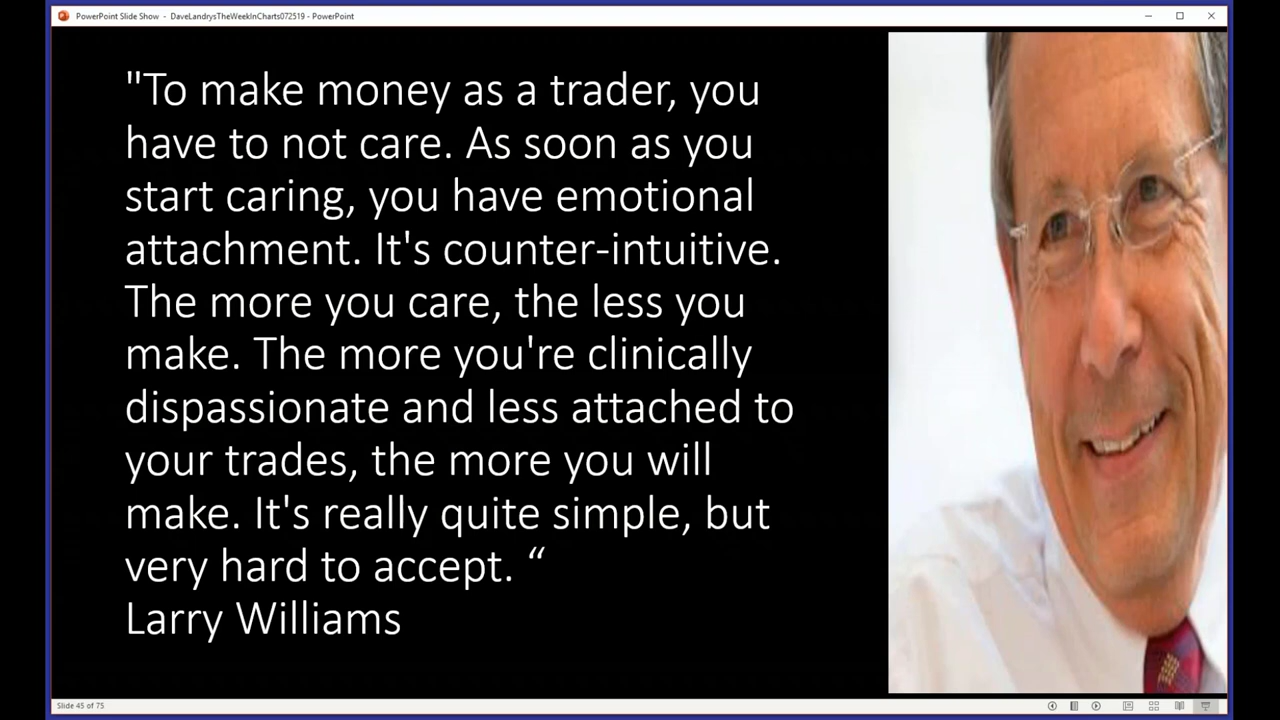 PowerPoint Slide Show - DaveLandrysTheWeekInCharts072519 - PowerPoint
"To make money as a trader, you
have to not care. As soon as you
start caring, you have emotional
attachment. It's counter-intuitive.
The more you care, the less you
make. The more you're clinically
dispassionate and less attached to
your trades, the more you will
make. It's really quite simple, but
very hard to accept. “
Larry Williams
Slide 45 of 75